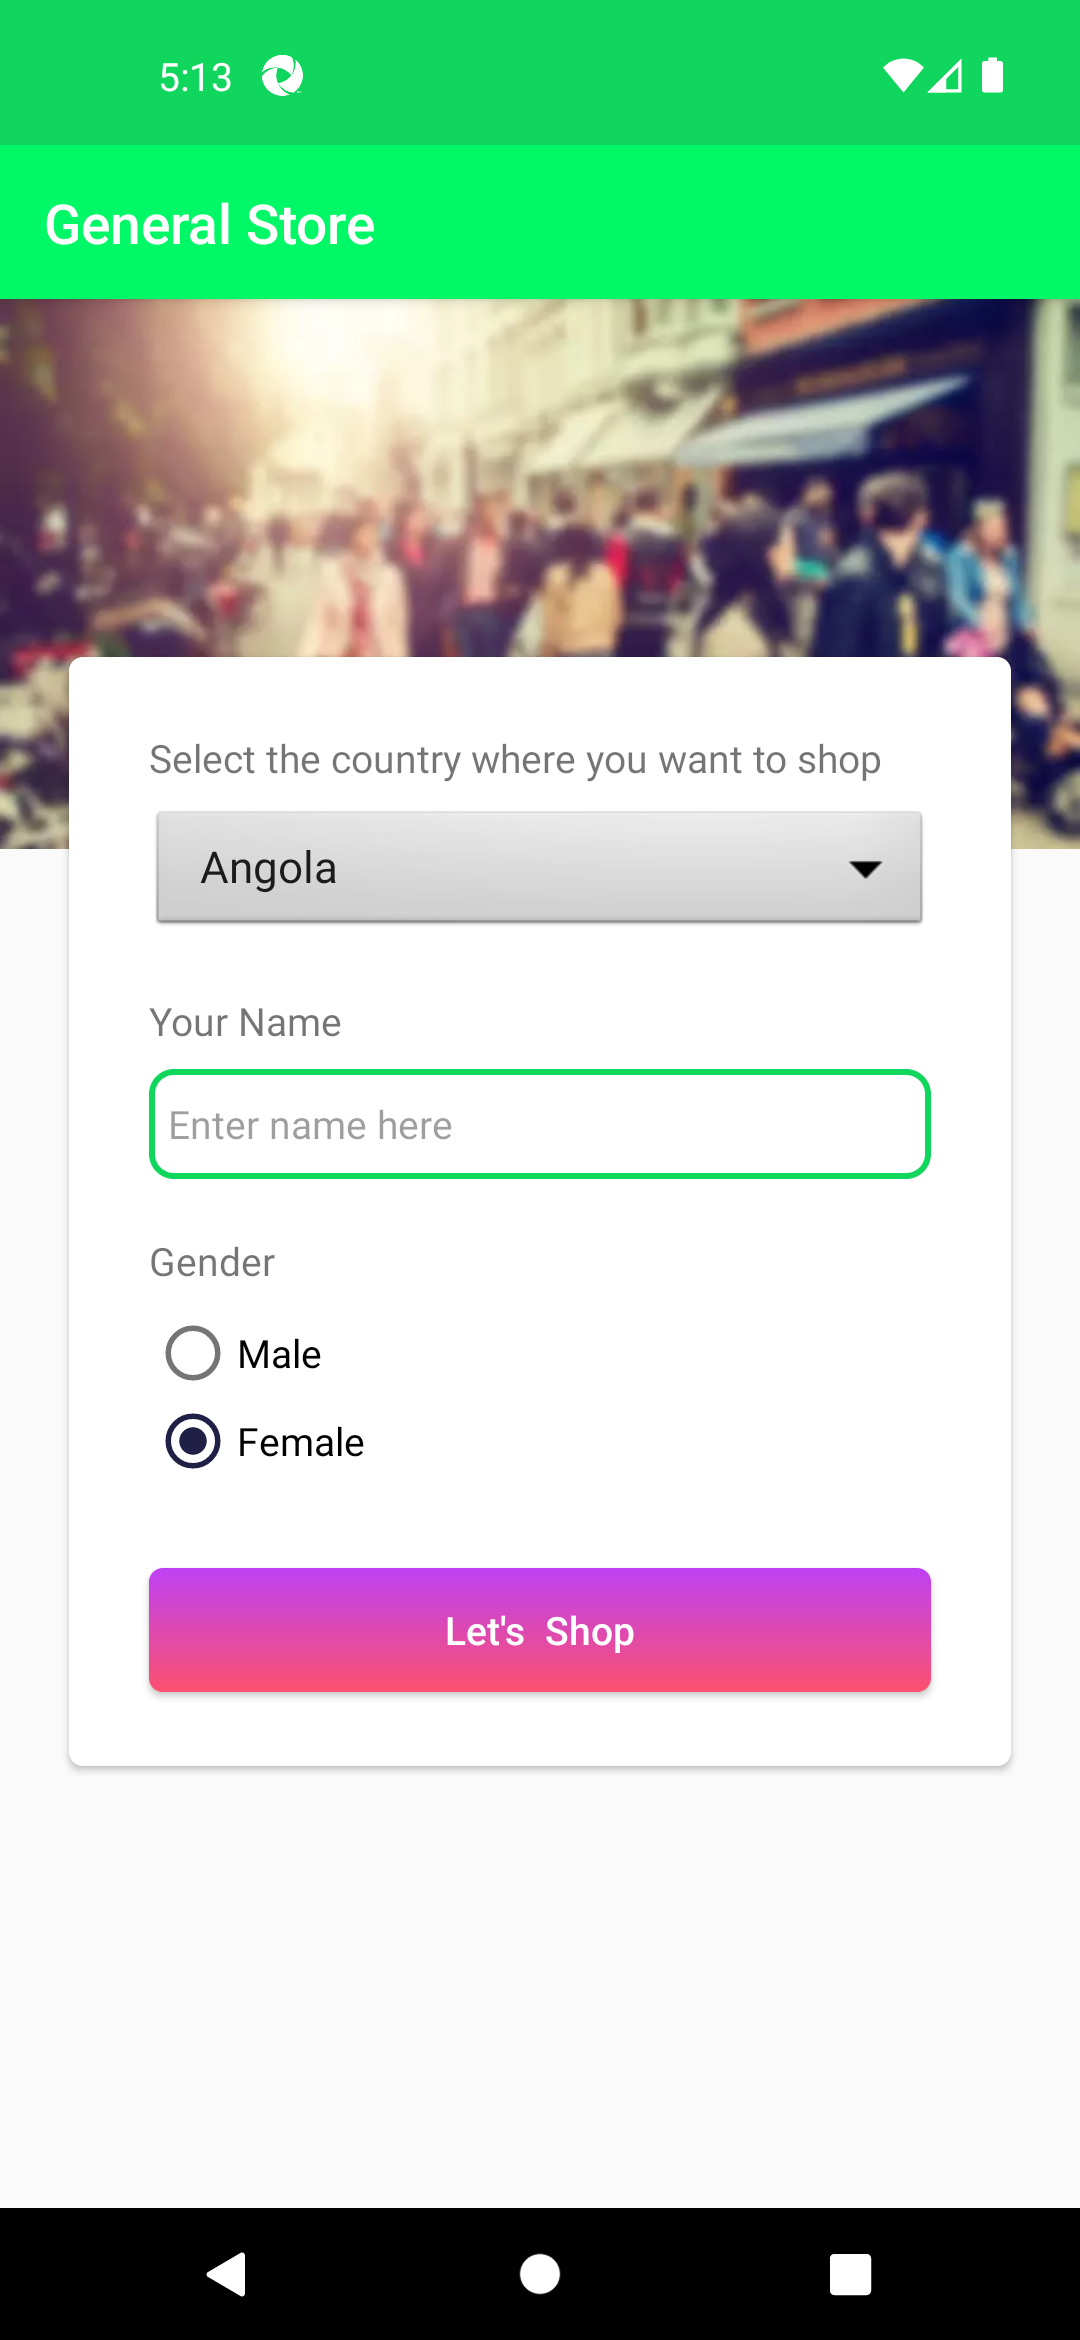 5:13
General Store
Select the country where you want to shop
Angola
Your Name
Enter name here
Gender
Male
Female
Let's  Shop